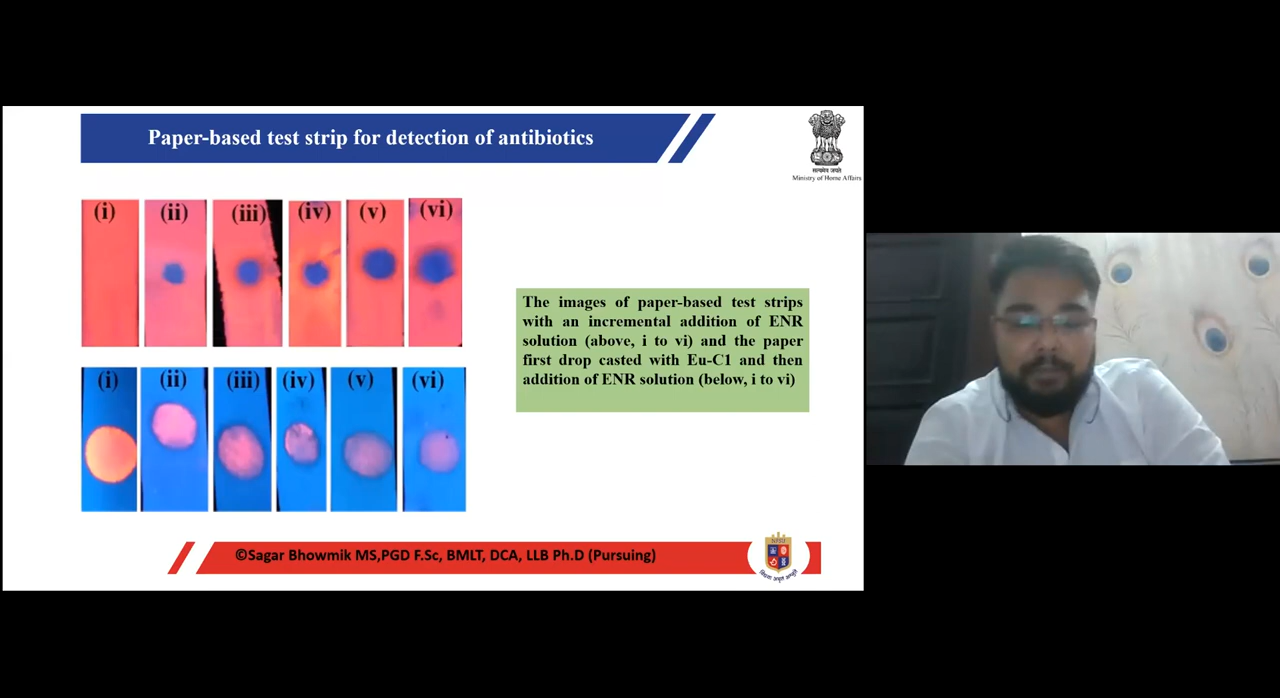 Paper-based test strip for detection of antibiotics
सत्यमेव जयते
Ministry of Home Affairs
(i) (ii) (iii) (iv) (v) (vi)
The images of paper-based test strips
with an incremental addition of ENR
solution (above, i to vi) and the paper
first drop casted with Eu-C1 and then
addition of ENR solution (below, i to vi)
(i) (ii) (iii) (iv) (v) (vi)
©Sagar Bhowmik MS,PGD F.Sc, BMLT, DCA, LLB Ph.D (Pursuing)